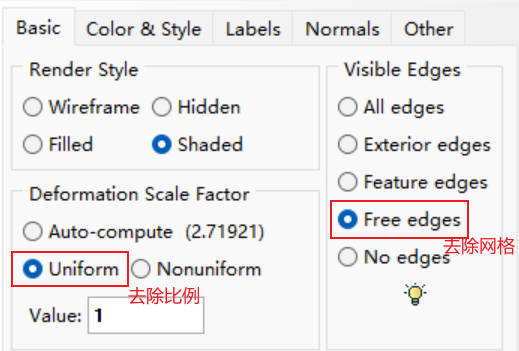 Basic
Color & Style
Labels
Normals
Other
Render Style
Wireframe
Hidden
Filled
Shaded
Deformation Scale Factor
Auto-compute (2.71921)
Uniform
Nonuniform
去除比例
Value: 1
Visible Edges
All edges
Exterior edges
Feature edges
Free edges
去除网格
No edges